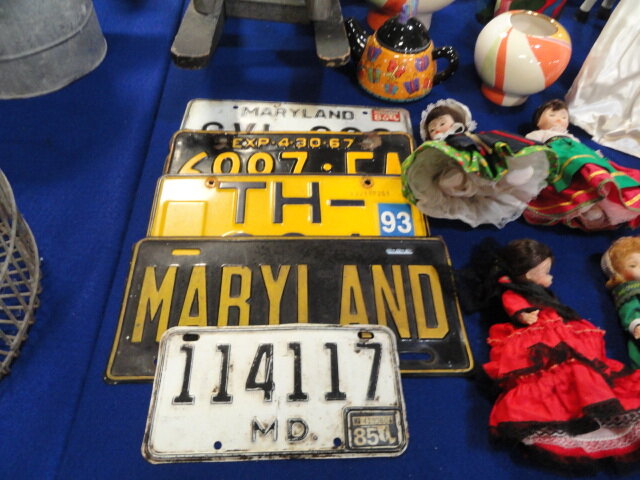 MARYLAND
EXP-4-30-67
TH-
93
MARYLAND
114117
MD.
85